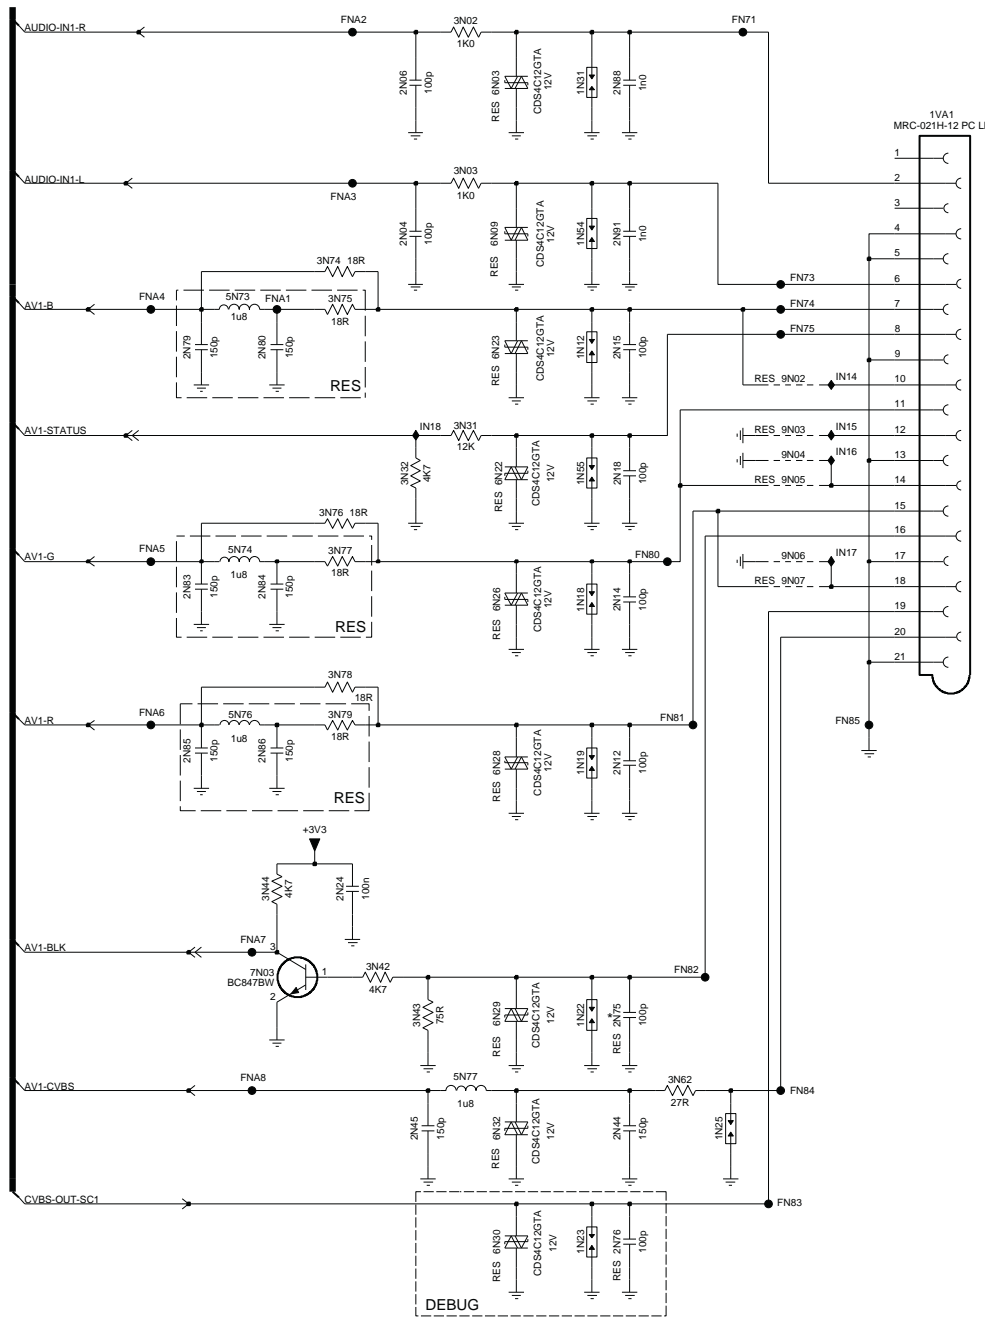 AUDIO-IN1-R
FNA2
3N02
1K0
FN71
2N06
100p
RES 6N03
CDS4C12GTA
12V
1N31
2N88
1n0
1VA1
MRC-021H-12 PC
AUDIO-IN1-L
FNA3
3N03
1K0
2N04
100p
RES 6N09
CDS4C12GTA
12V
1N54
2N91
1n0
1
2
3
4
5
6
7
8
9
10
11
12
13
14
15
16
17
18
19
20
21
FN73
FN74
FN75
3N74 18R
AV1-B
FNA4
5N73
1u8
FNA1
3N75
18R
2N79
150p
2N80
150p
RES
RES 6N23
CDS4C12GTA
12V
1N12
2N15
100p
RES 9N02
IN14
RES 9N03
IN15
9N04
IN16
RES 9N05
9N06
IN17
RES 9N07
AV1-STATUS
IN18
3N31
12K
3N32
4K7
RES 6N22
CDS4C12GTA
12V
1N55
2N18
100p
3N76 18R
AV1-G
FNA5
5N74
1u8
3N77
18R
2N83
150p
2N84
150p
RES
RES 6N26
CDS4C12GTA
12V
1N18
2N14
100p
FN80
3N78
18R
AV1-R
FNA6
5N76
1u8
3N79
18R
2N85
150p
2N86
150p
RES
RES 6N28
CDS4C12GTA
12V
1N19
2N12
100p
FN81
FN85
+3V3
3N44
4K7
2N24
100n
AV1-BLK
FNA7
3
7N03
BC847BW
1
2
3N42
4K7
3N43
75R
RES 6N29
CDS4C12GTA
12V
1N22
RES *2N75
100p
FN82
AV1-CVBS
FNA8
5N77
1u8
2N45
150p
RES 6N32
CDS4C12GTA
12V
2N44
150p
3N62
27R
1N25
FN84
CVBS-OUT-SC1
FN83
RES 6N30
CDS4C12GTA
12V
1N23
RES 2N76
100p
DEBUG